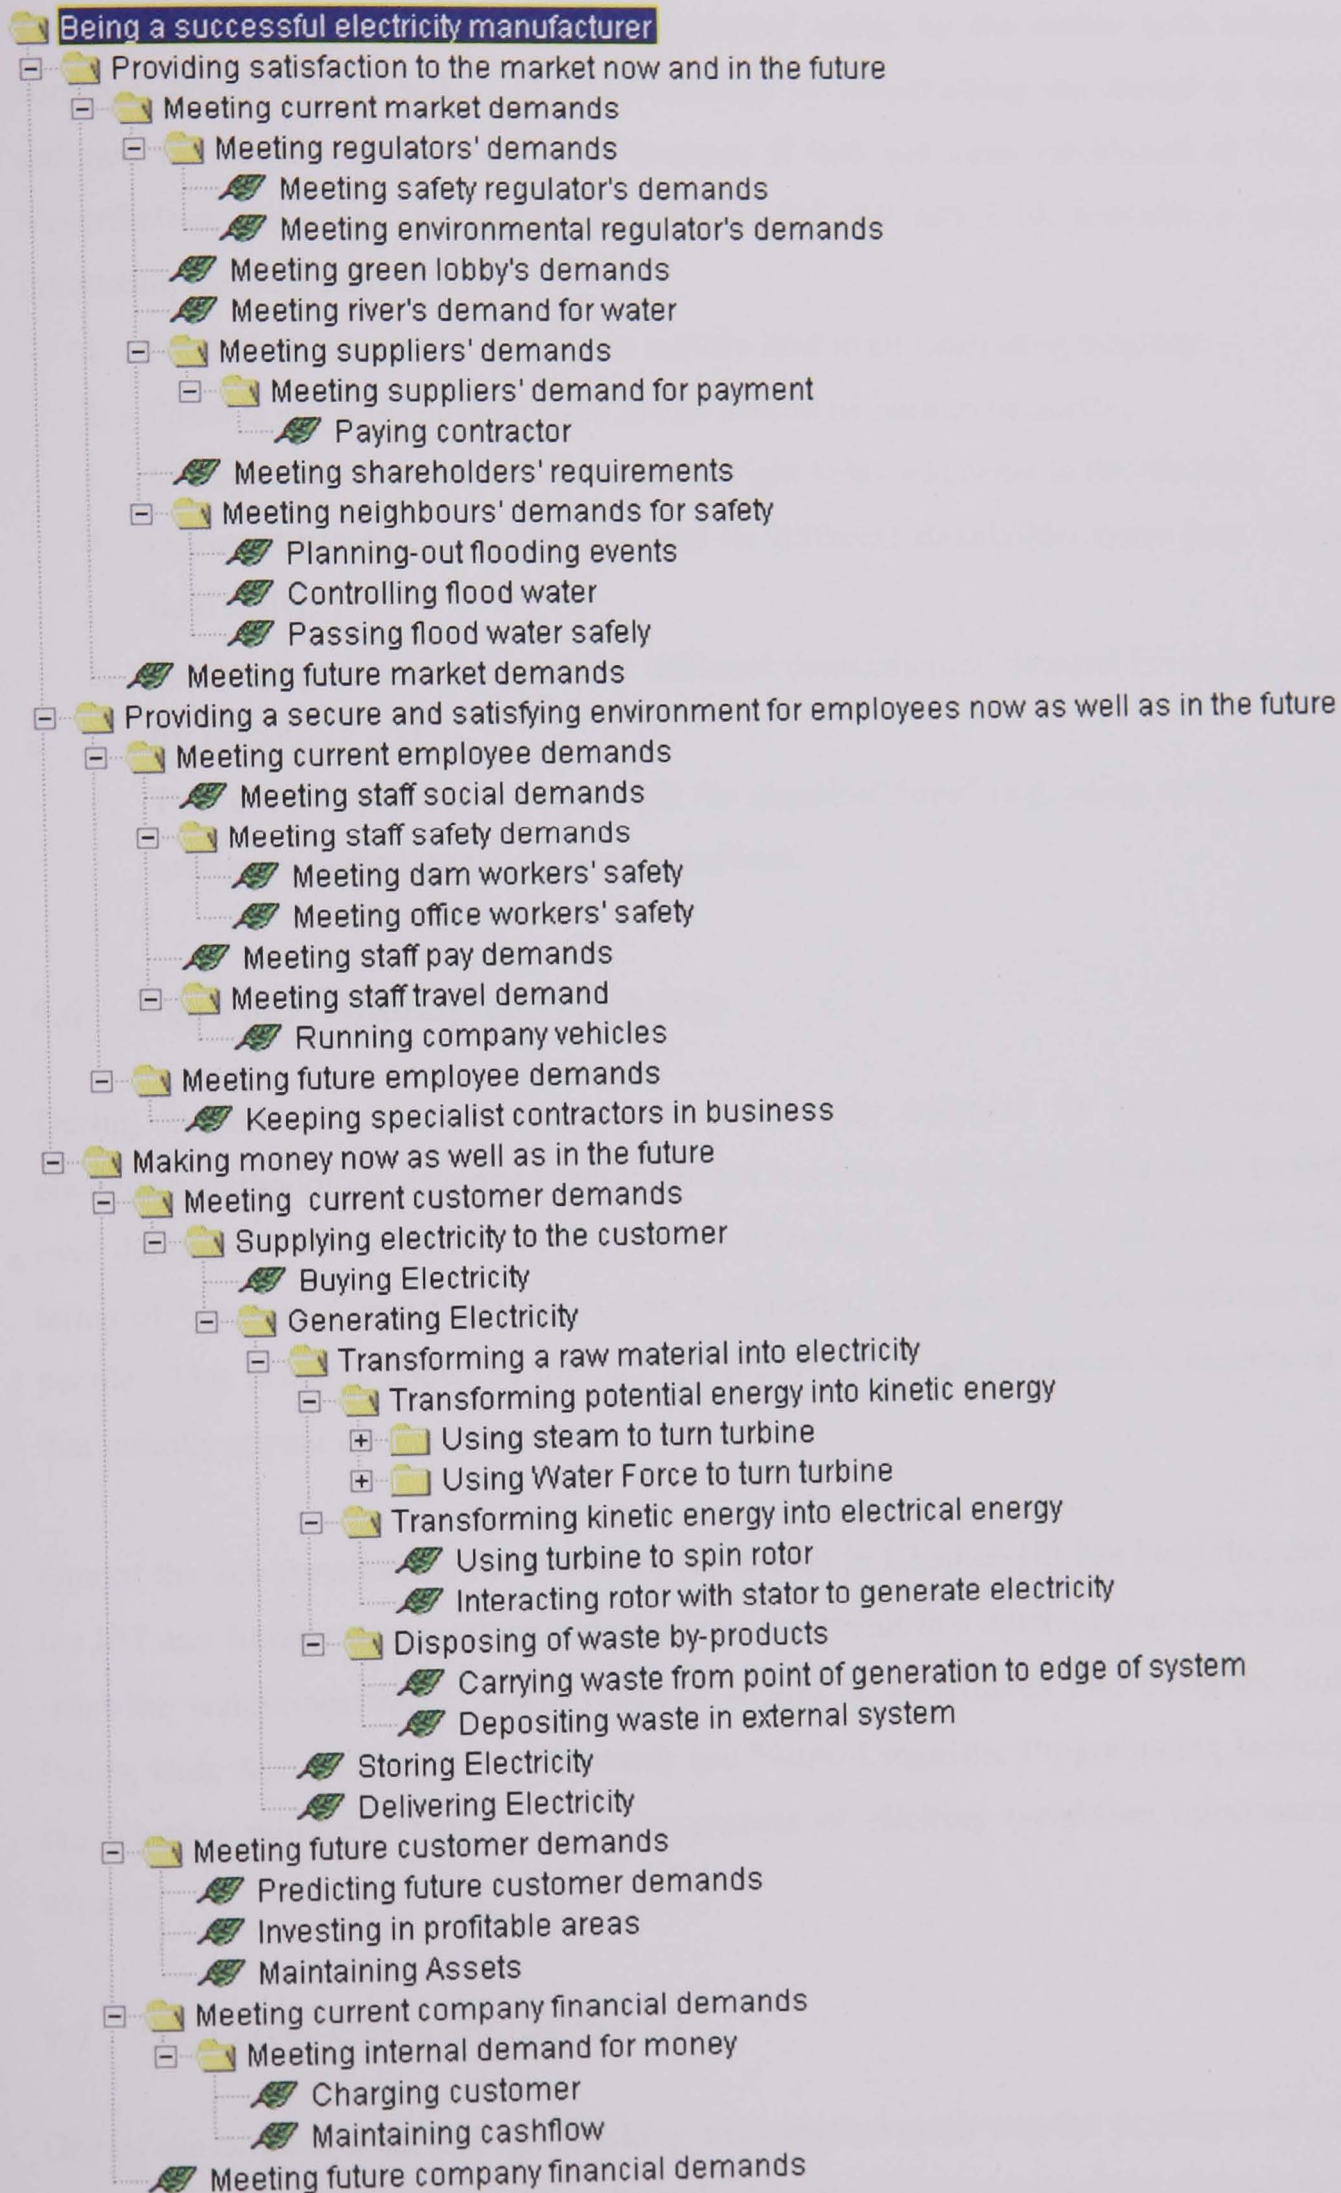 Being a successful electricity manufacturer
Providing satisfaction to the market now and in the future
Meeting current market demands
Meeting regulators' demands
Meeting safety regulator's demands
Meeting environmental regulator's demands
Meeting green lobby's demands
Meeting river's demand for water
Meeting suppliers' demands
Meeting suppliers' demand for payment
Paying contractor
Meeting shareholders' requirements
Meeting neighbours' demands for safety
Planning-out flooding events
Controlling flood water
Passing flood water safely
Meeting future market demands
Providing a secure and satisfying environment for employees now as well as in the future
Meeting current employee demands
Meeting staff social demands
Meeting staff safety demands
Meeting dam workers' safety
Meeting office workers' safety
Meeting staff pay demands
Meeting staff travel demand
Running company vehicles
Meeting future employee demands
Keeping specialist contractors in business
Making money now as well as in the future
Meeting current customer demands
Supplying electricity to the customer
Buying Electricity
Generating Electricity
Transforming a raw material into electricity
Transforming potential energy into kinetic energy
Using steam to turn turbine
Using Water Force to turn turbine
Transforming kinetic energy into electrical energy
Using turbine to spin rotor
Interacting rotor with stator to generate electricity
Disposing of waste by-products
Carrying waste from point of generation to edge of system
Depositing waste in external system
Storing Electricity
Delivering Electricity
Meeting future customer demands
Predicting future customer demands
Investing in profitable areas
Maintaining Assets
Meeting current company financial demands
Meeting internal demand for money
Charging customer
Maintaining cashflow
Meeting future company financial demands